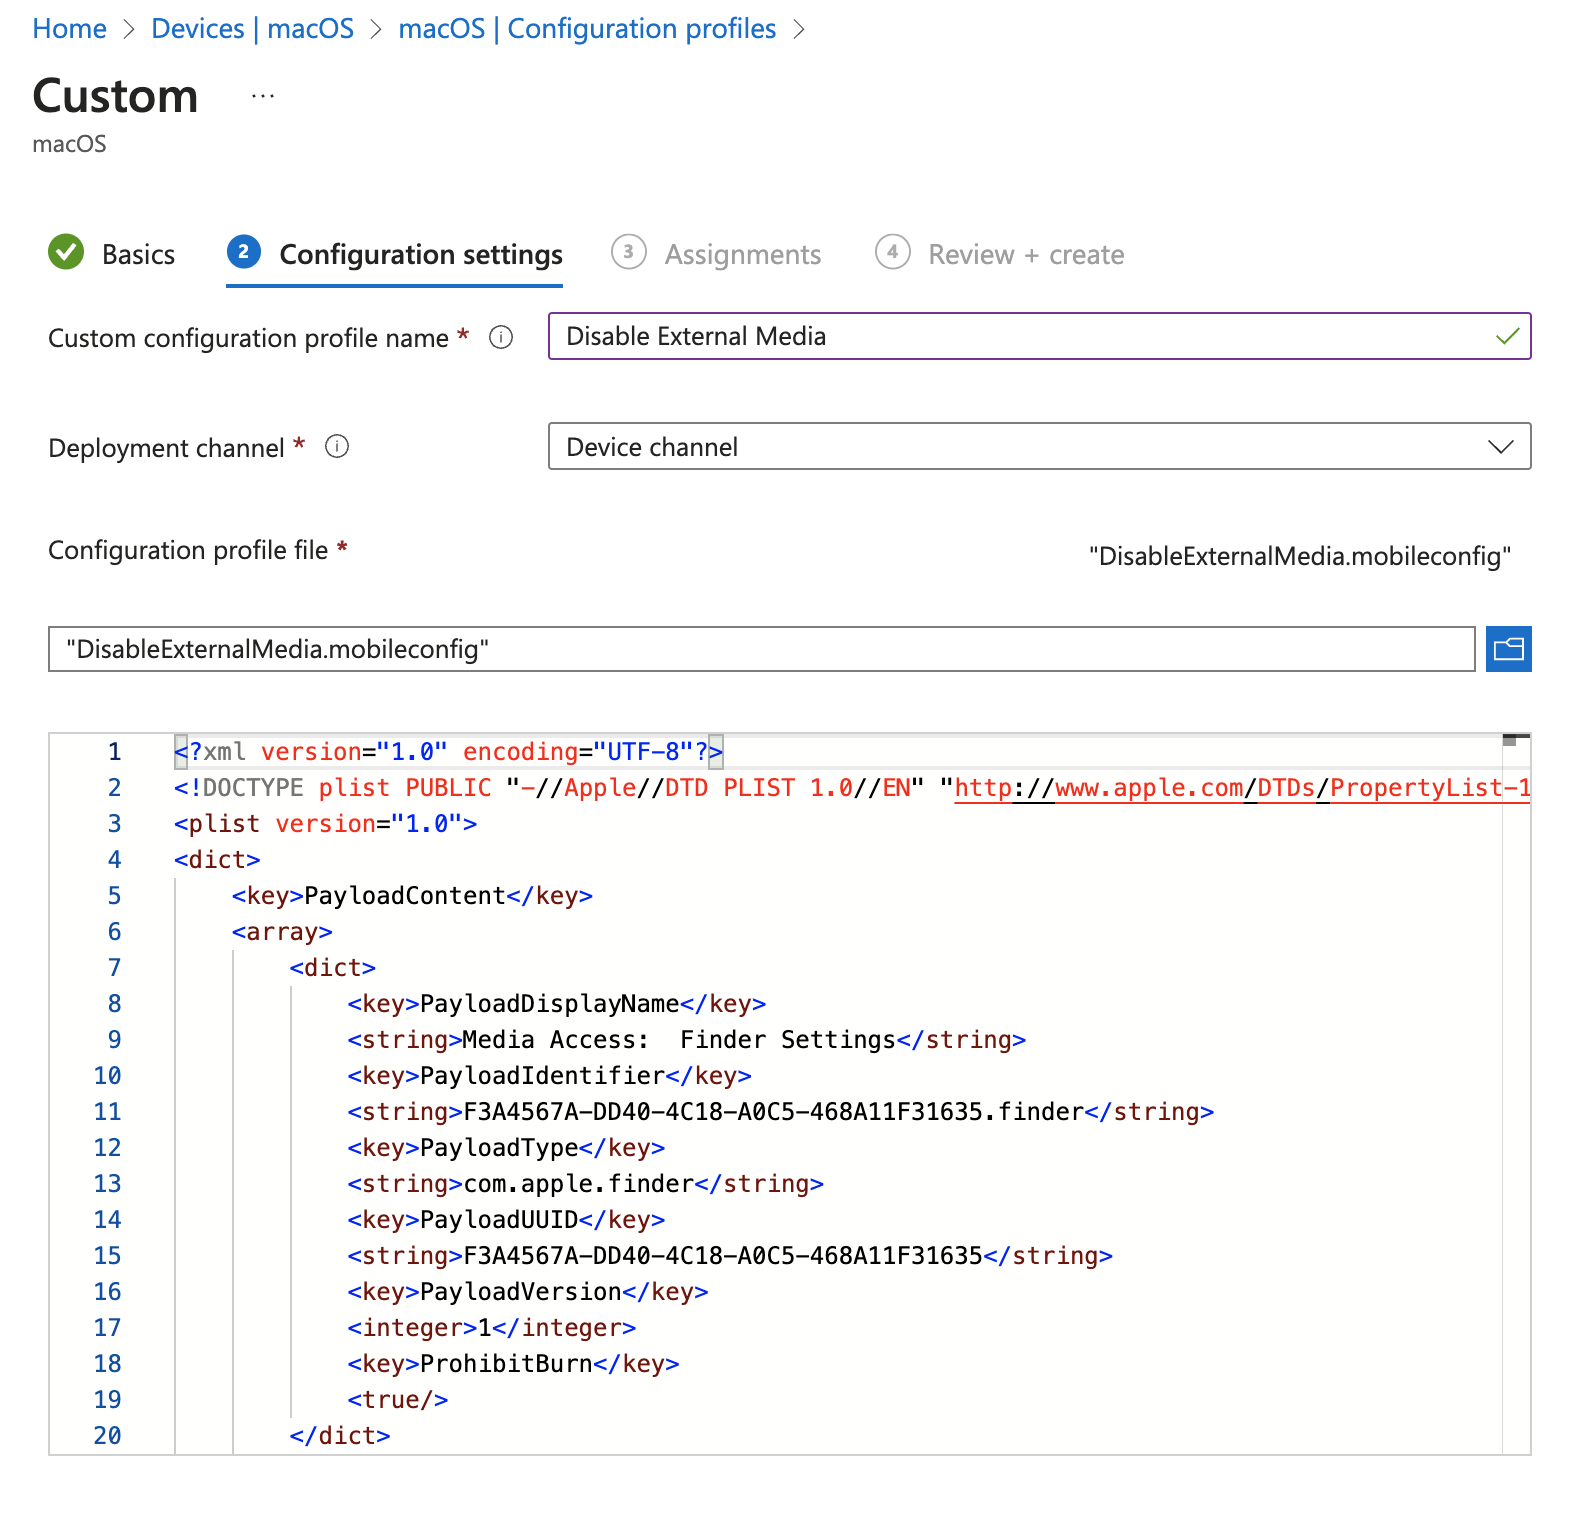 Home > Devices | macOS > macOS | Configuration profiles >
Custom ...
macOS
Basics 2 Configuration settings 3 Assignments 4 Review + create
Custom configuration profile name * Disable External Media
Deployment channel * Device channel
Configuration profile file * "DisableExternalMedia.mobileconfig"
"DisableExternalMedia.mobileconfig"
1 <?xml version="1.0" encoding="UTF-8"?>
2 <!DOCTYPE plist PUBLIC "-//Apple//DTD PLIST 1.0//EN" "http://www.apple.com/DTDs/PropertyList-1
3 <plist version="1.0">
4 <dict>
5 <key>PayloadContent</key>
6 <array>
7 <dict>
8 <key>PayloadDisplayName</key>
9 <string>Media Access:  Finder Settings</string>
10 <key>PayloadIdentifier</key>
11 <string>F3A4567A-DD40-4C18-A0C5-468A11F31635.finder</string>
12 <key>PayloadType</key>
13 <string>com.apple.finder</string>
14 <key>PayloadUUID</key>
15 <string>F3A4567A-DD40-4C18-A0C5-468A11F31635</string>
16 <key>PayloadVersion</key>
17 <integer>1</integer>
18 <key>ProhibitBurn</key>
19 <true/>
20 </dict>